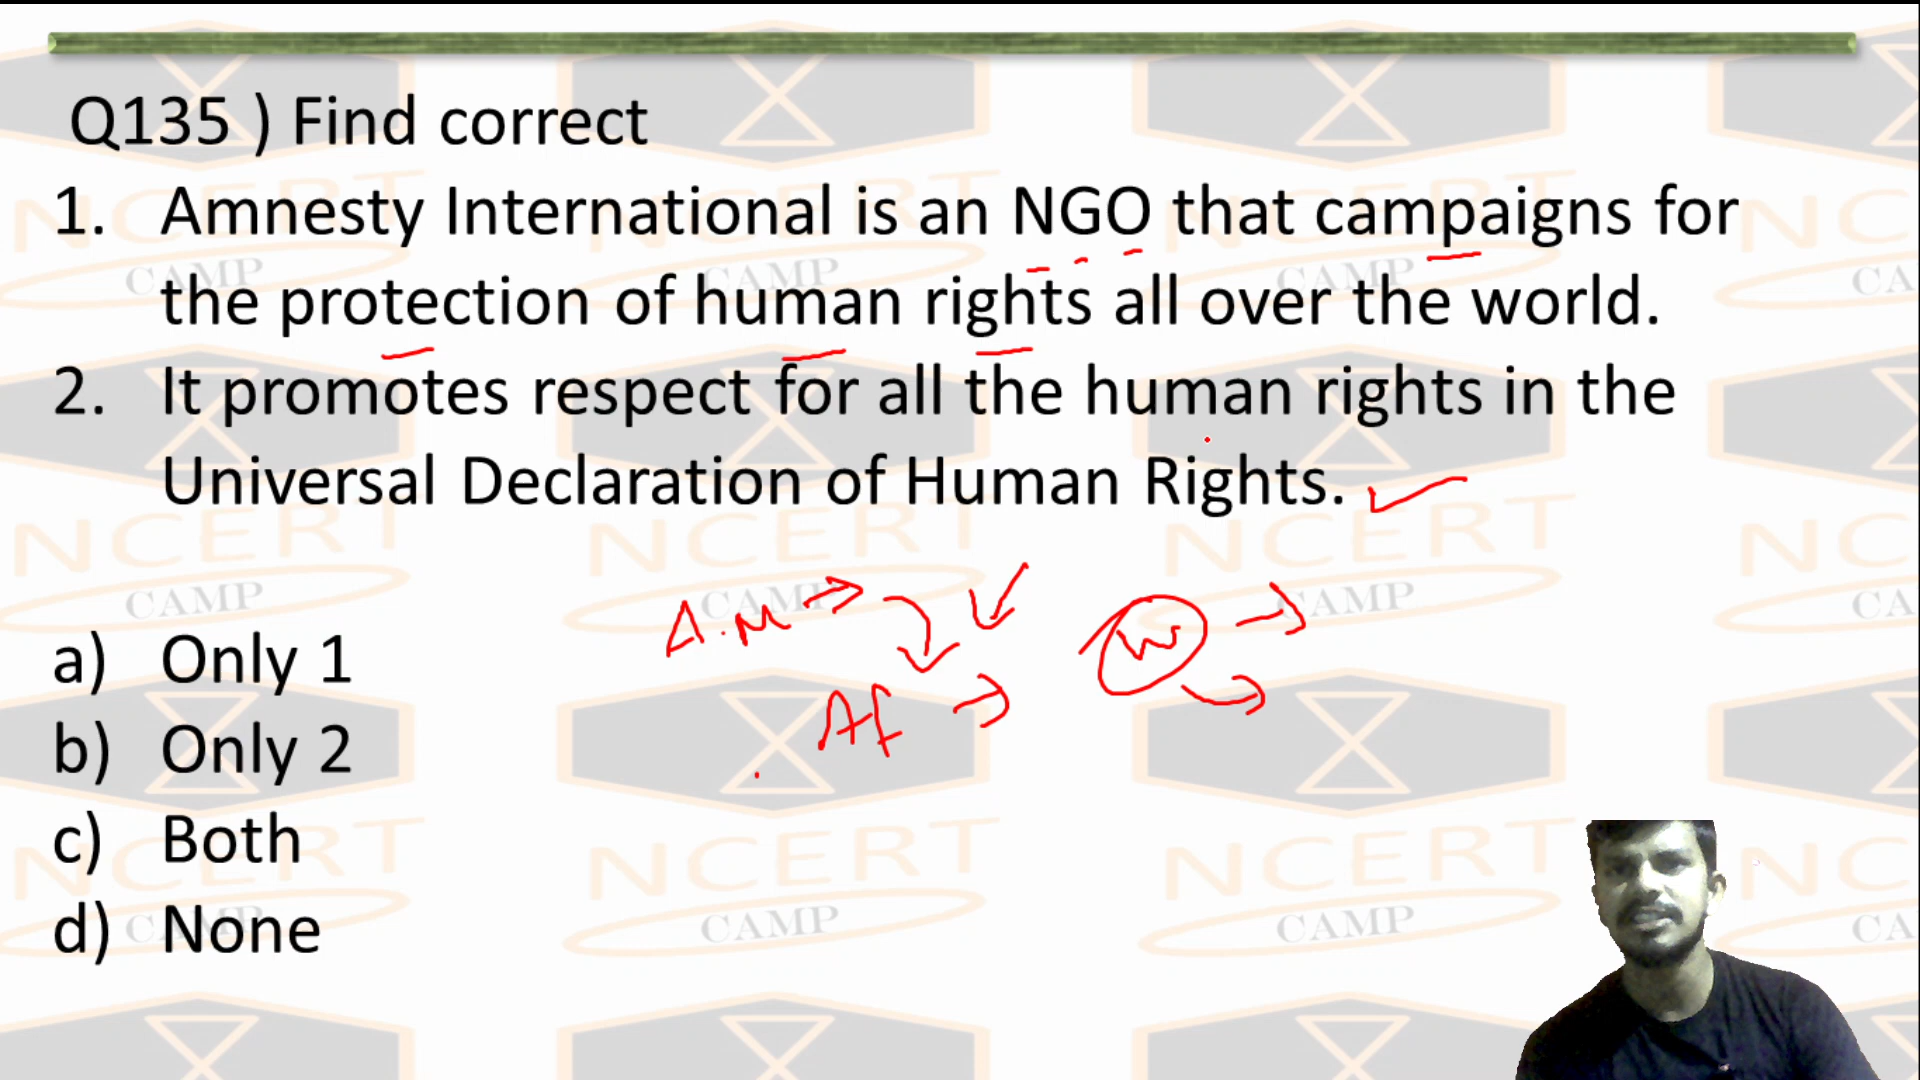 Q135 ) Find correct
1. Amnesty International is an NGO that campaigns for
the protection of human rights all over the world.
2. It promotes respect for all the human rights in the
Universal Declaration of Human Rights.
A.M
W
Af
a) Only 1
b) Only 2
c) Both
d) None
NCERT
CAMP